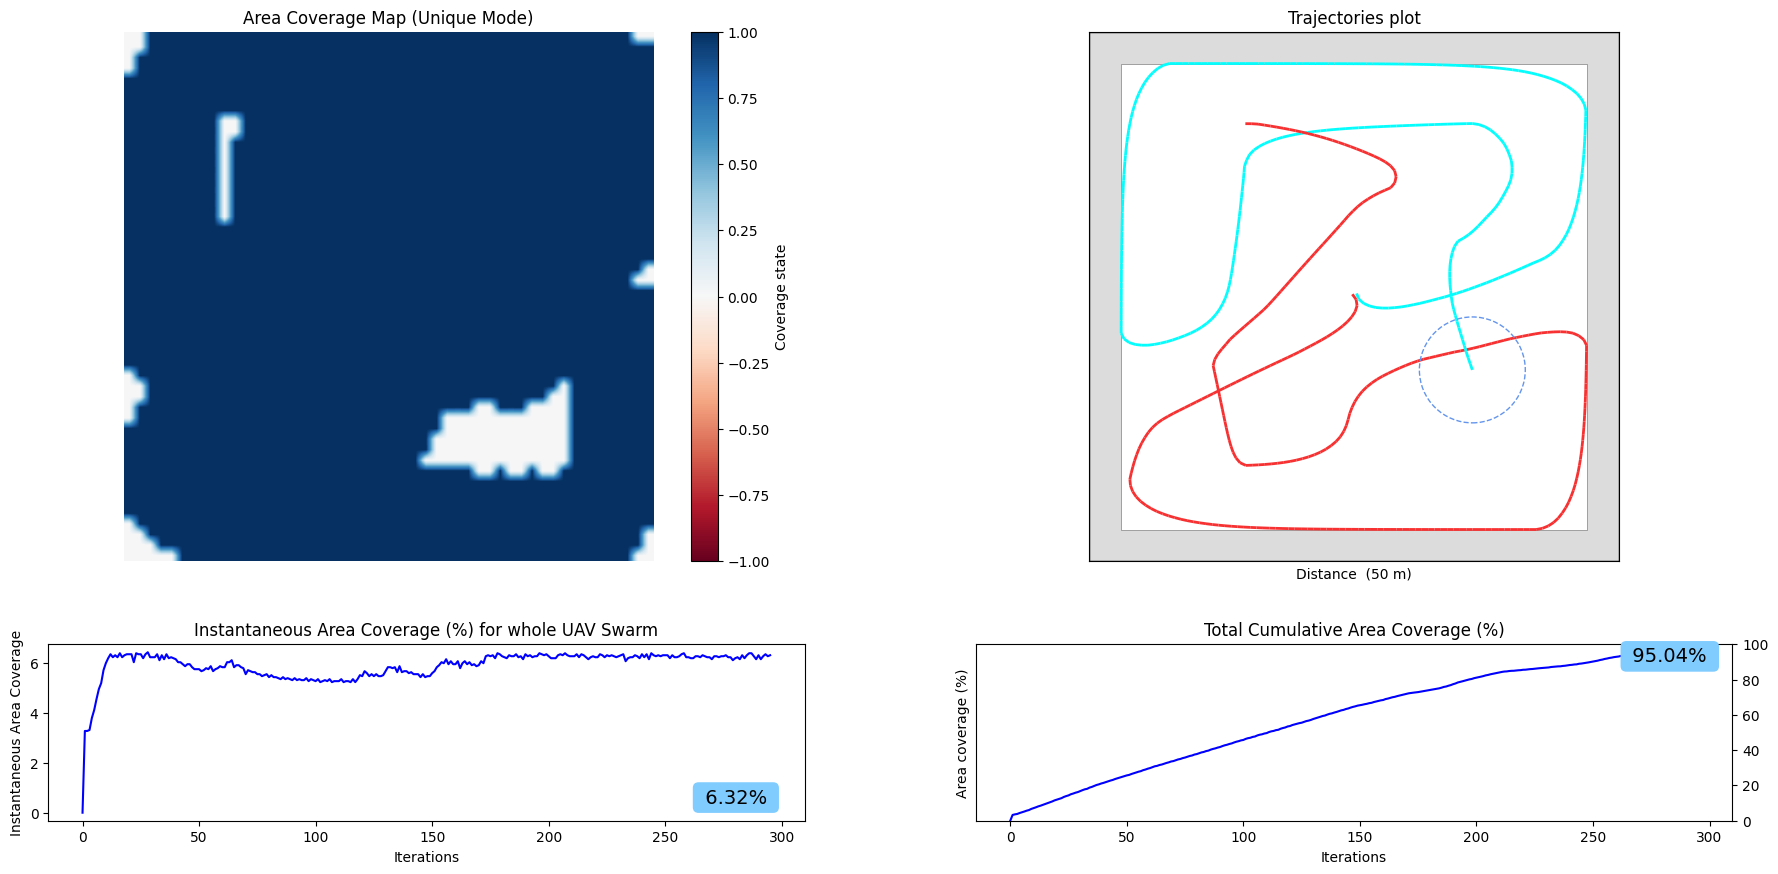 Area Coverage Map (Unique Mode)
1.00
0.75
0.50
0.25
0.00
−0.25
−0.50
−0.75
−1.00
Coverage state
Trajectories plot
Distance  (50 m)
Instantaneous Area Coverage (%) for whole UAV Swarm
Instantaneous Area Coverage
6
4
2
0
6.32%
0 50 100 150 200 250 300
Iterations
Total Cumulative Area Coverage (%)
Area coverage (%)
95.04%
100
80
60
40
20
0
0 50 100 150 200 250 300
Iterations